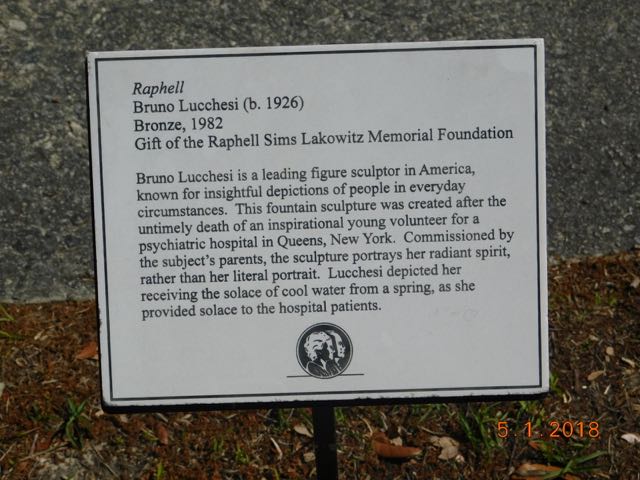 Raphell
Bruno Lucchesi (b. 1926)
Bronze, 1982
Gift of the Raphell Sims Lakowitz Memorial Foundation
Bruno Lucchesi is a leading figure sculptor in America,
known for insightful depictions of people in everyday
circumstances. This fountain sculpture was created after the
untimely death of an inspirational young volunteer for a
psychiatric hospital in Queens, New York. Commissioned by
the subject's parents, the sculpture portrays her radiant spirit,
rather than her literal portrait. Lucchesi depicted her
receiving the solace of cool water from a spring, as she
provided solace to the hospital patients.
5. 1. 2018